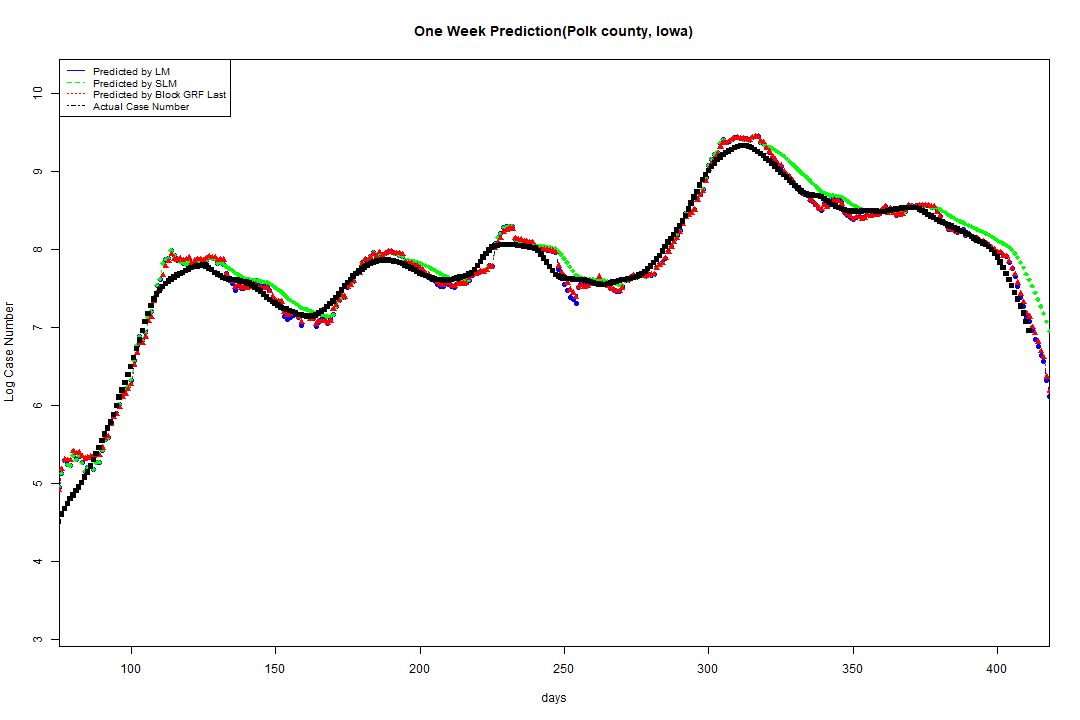 One Week Prediction(Polk county, Iowa)
Predicted by LM
Predicted by SLM
Predicted by Block GRF Last
Actual Case Number
10
9
8
7
6
5
4
3
Log Case Number
100 150 200 250 300 350 400
days